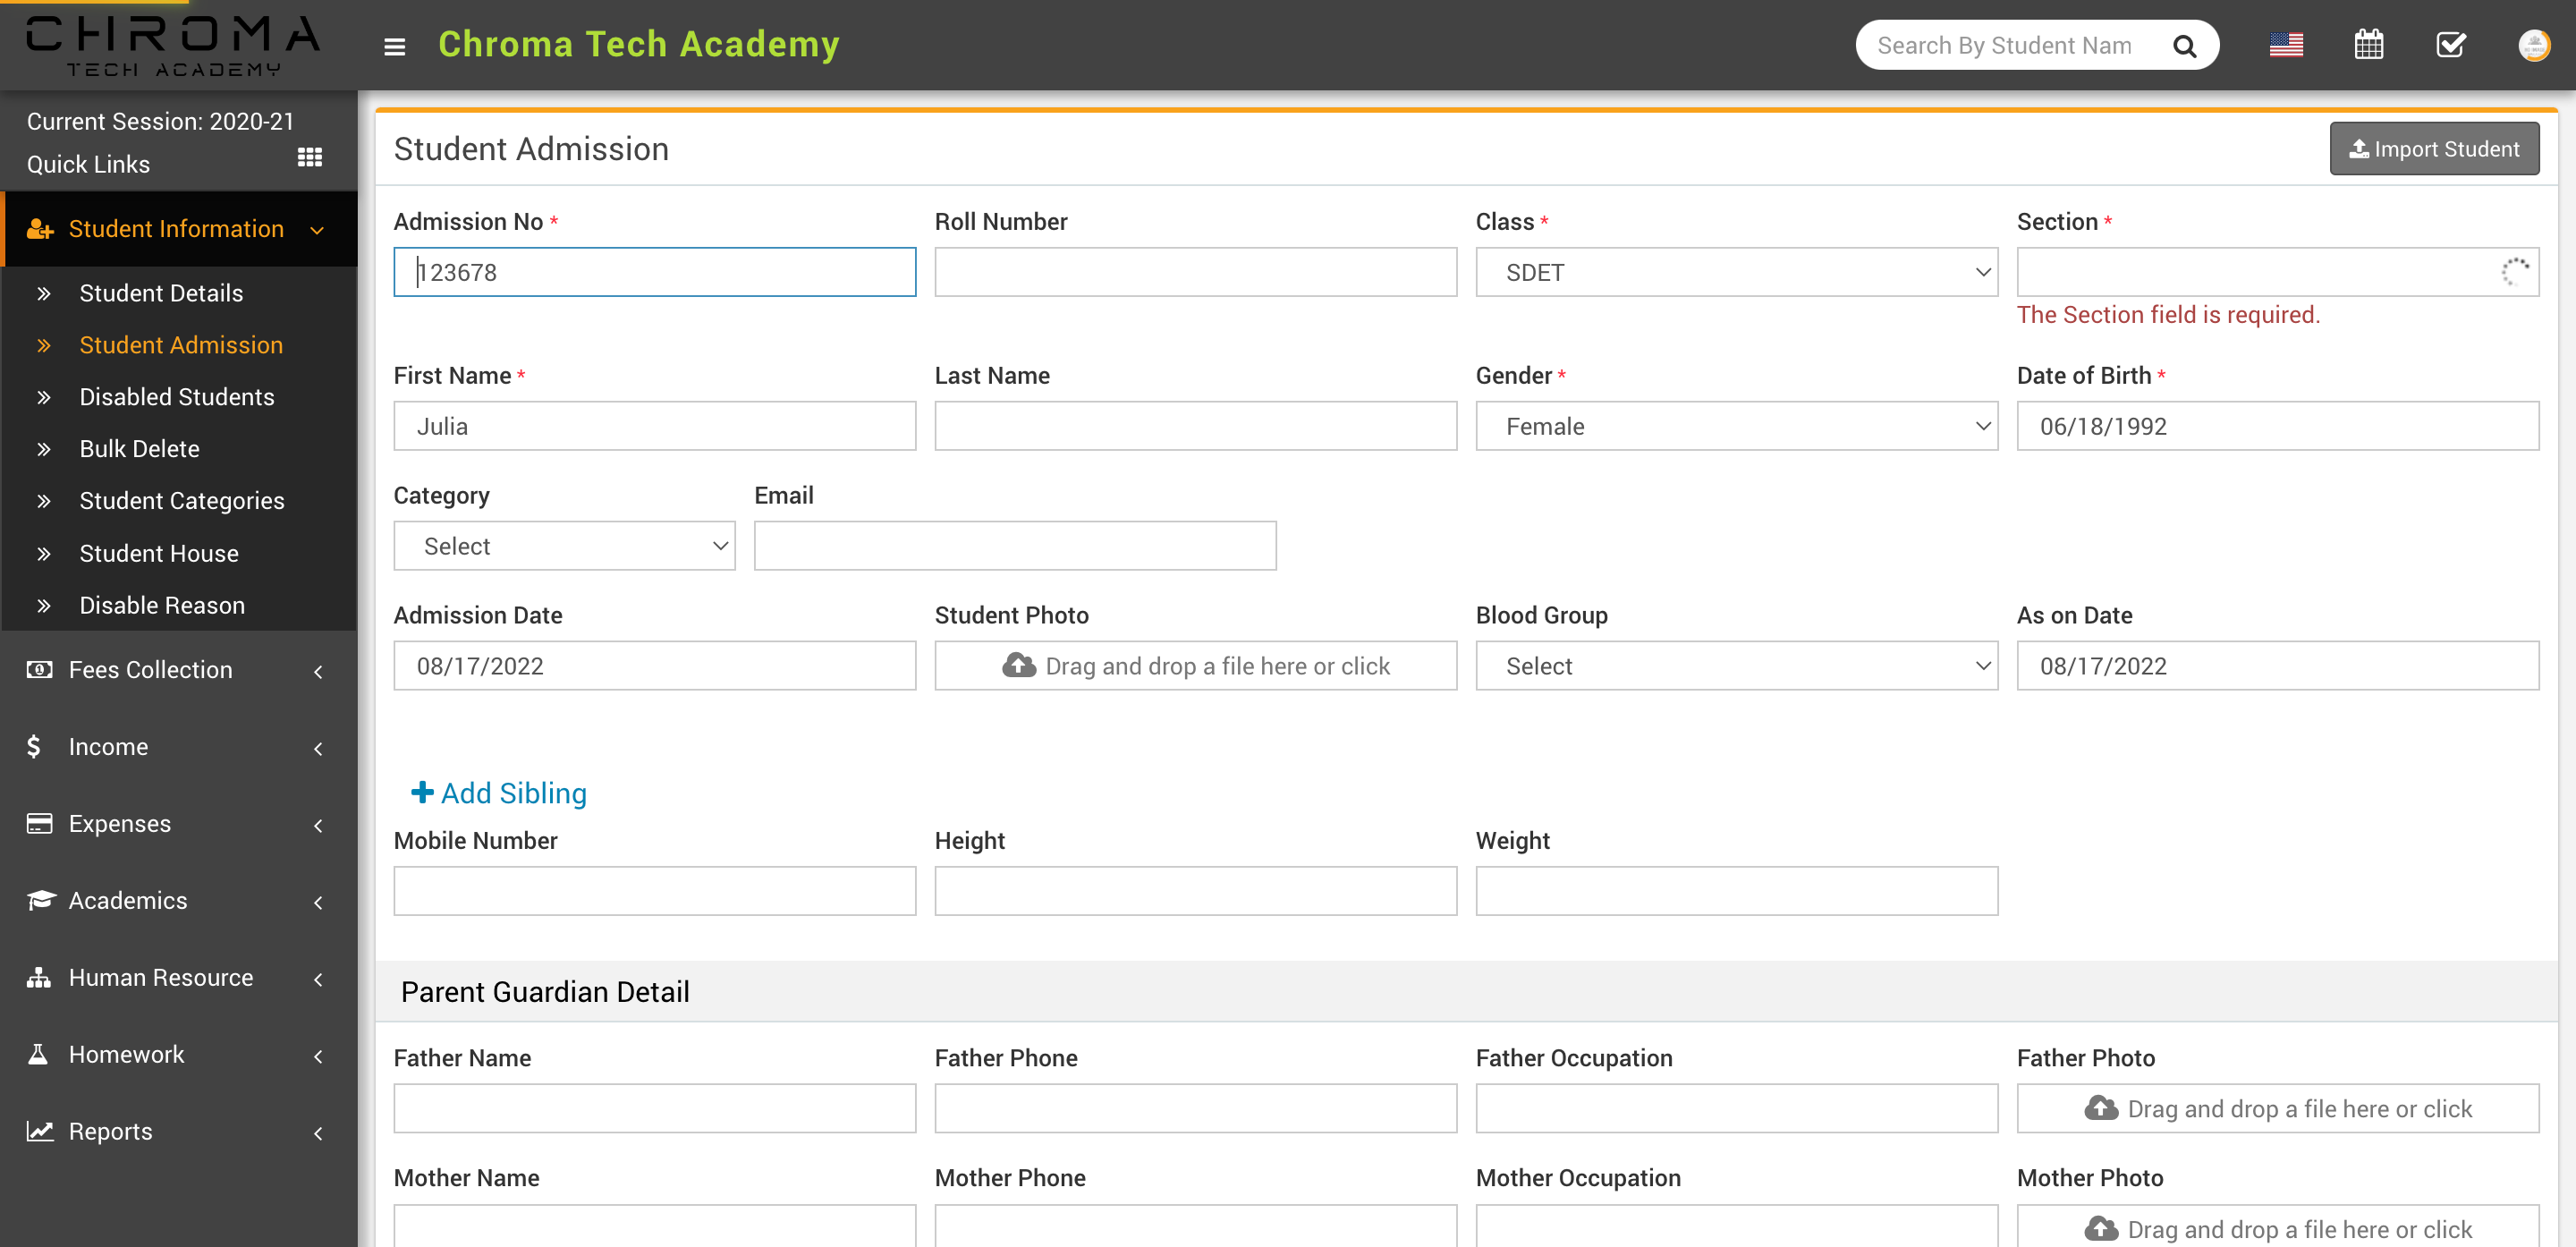 CHROMA
TECH ACADEMY
Chroma Tech Academy
Search By Student Nam
Current Session: 2020-21
Quick Links
Student Information
Student Details
Student Admission
Disabled Students
Bulk Delete
Student Categories
Student House
Disable Reason
Fees Collection
Income
Expenses
Academics
Human Resource
Homework
Reports
Student Admission
Import Student
Admission No *
Roll Number
Class *
Section *
123678
SDET
The Section field is required.
First Name *
Last Name
Gender *
Date of Birth *
Julia
Female
06/18/1992
Category
Email
Select
Admission Date
Student Photo
Blood Group
As on Date
08/17/2022
Drag and drop a file here or click
Select
08/17/2022
Add Sibling
Mobile Number
Height
Weight
Parent Guardian Detail
Father Name
Father Phone
Father Occupation
Father Photo
Drag and drop a file here or click
Mother Name
Mother Phone
Mother Occupation
Mother Photo
Drag and drop a file here or click